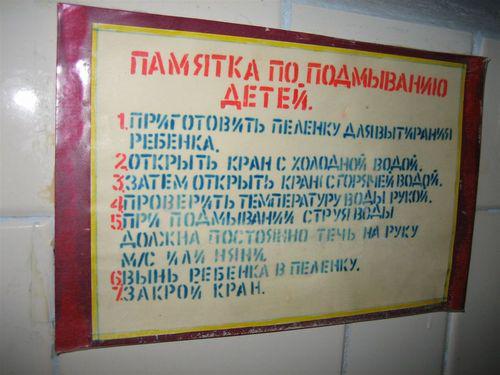 ПАМЯТКА ПО ПОДМЫВАНИЮ
ДЕТЕЙ.
1.ПРИГОТОВИТЬ ПЕЛЕНКУ ДЛЯ ВЫТИРАНИЯ
РЕБЕНКА.
2.ОТКРЫТЬ КРАН С ХОЛОДНОЙ ВОДОЙ.
3.ЗАТЕМ ОТКРЫТЬ КРАН С ГОРЯЧЕЙ ВОДОЙ.
4.ПРОВЕРИТЬ ТЕМПЕРАТУРУ ВОДЫ РУКОЙ.
5.ПРИ ПОДМЫВАНИИ СТРУЯ ВОДЫ
ДОЛЖНА ПОСТОЯННО ТЕЧЬ НА РУКУ
М/С ИЛИ НЯНИ.
6.ВЫНЬ РЕБЕНКА В ПЕЛЕНКУ.
7.ЗАКРОЙ КРАН.